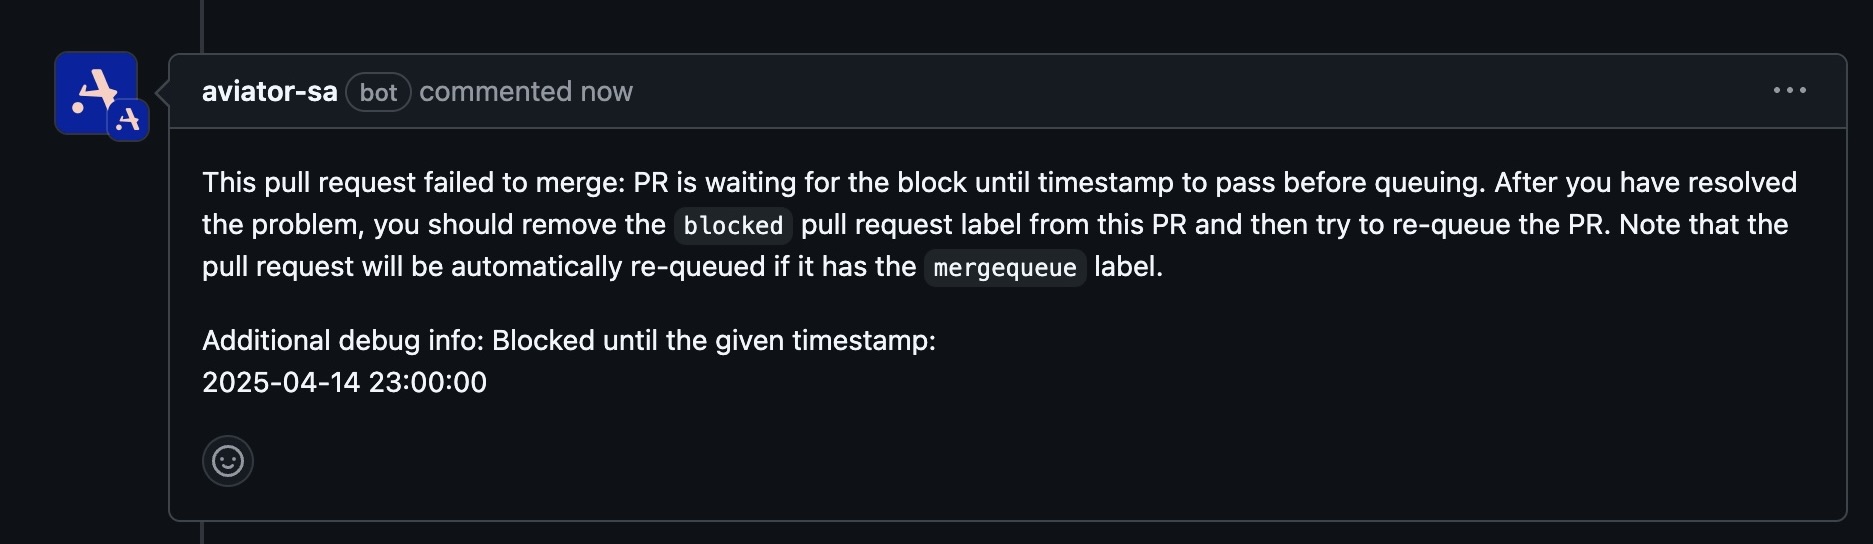 aviator-sa bot commented now
This pull request failed to merge: PR is waiting for the block until timestamp to pass before queuing. After you have resolved
the problem, you should remove the blocked pull request label from this PR and then try to re-queue the PR. Note that the
pull request will be automatically re-queued if it has the mergequeue label.
Additional debug info: Blocked until the given timestamp:
2025-04-14 23:00:00